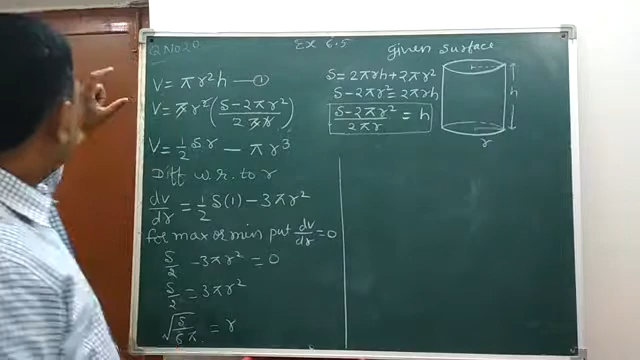 Q.No20
Ex 6.5
given surface
V = πr²h —①
V = πr²(S-2πr²/2πr)
V = 1/2 Sr - πr³
Diff w.r.to r
dv/dr = 1/2 S(1) - 3πr²
for max or min put dv/dr = 0
S/2 - 3πr² = 0
S/2 = 3πr²
√(S/6π) = r
S = 2πrh + 2πr²
S - 2πr² = 2πrh
S-2πr²/2πr = h
h
r